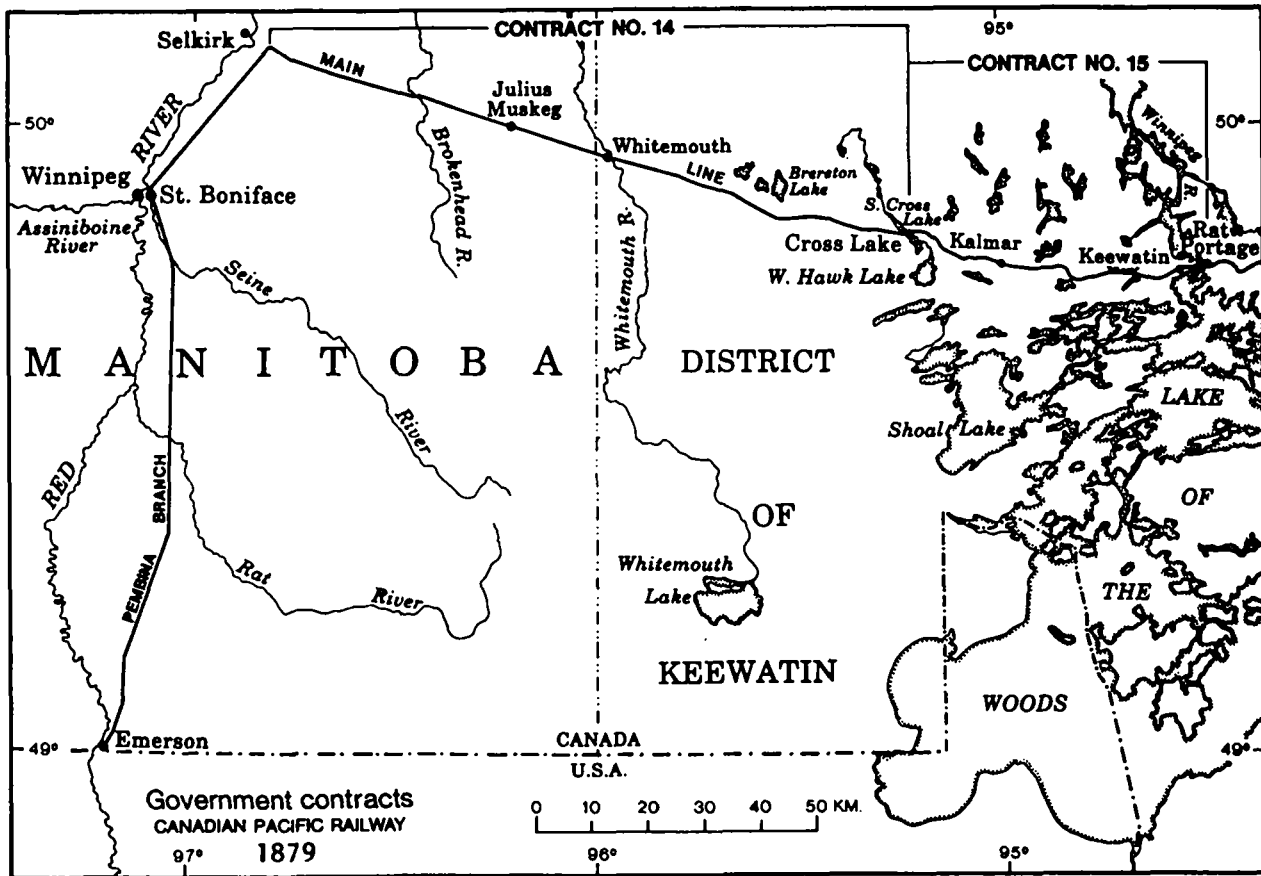 CONTRACT NO. 14
95°
Selkirk
CONTRACT NO. 15
MAIN
Julius
Muskeg
50°
50°
RIVER
Brokenhead R.
Whitemouth
LINE
Brereton
Lake
Winnipeg
R.
Winnipeg
St. Boniface
S. Cross
Lake
Rat
Portage
Assiniboine
River
Cross Lake
Kalmar
Keewatin
Seine
River
W. Hawk Lake
Whitemouth R.
MANITOBA
DISTRICT
LAKE
Shoal Lake
RED
BRANCH
OF
OF
PEMBINA
Rat
River
Whitemouth
Lake
THE
KEEWATIN
WOODS
49°
Emerson
CANADA
U.S.A.
49°
Government contracts
CANADIAN PACIFIC RAILWAY
1879
0 10 20 30 40 50 KM.
97°
96°
95°